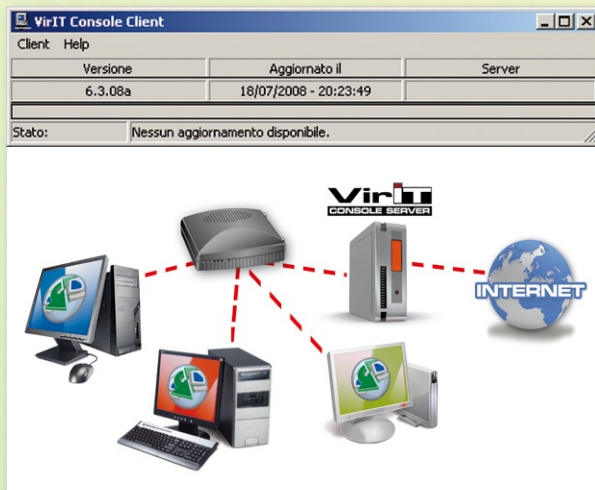 VirIT Console Client
Client Help
Versione Aggiornato il Server
6.3.08a 18/07/2008 - 20:23:49
Stato: Nessun aggiornamento disponibile.
VirIT
CONSOLE SERVER
INTERNET